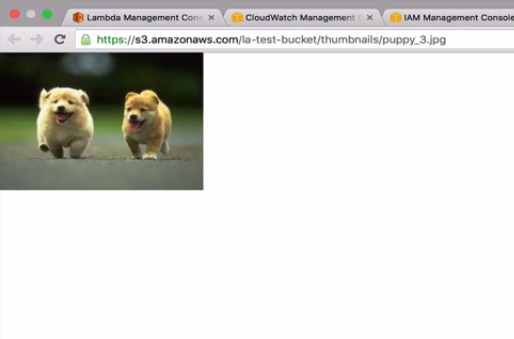 Lambda Management Cons
CloudWatch Management C
IAM Management Console
https://s3.amazonaws.com/la-test-bucket/thumbnails/puppy_3.jpg